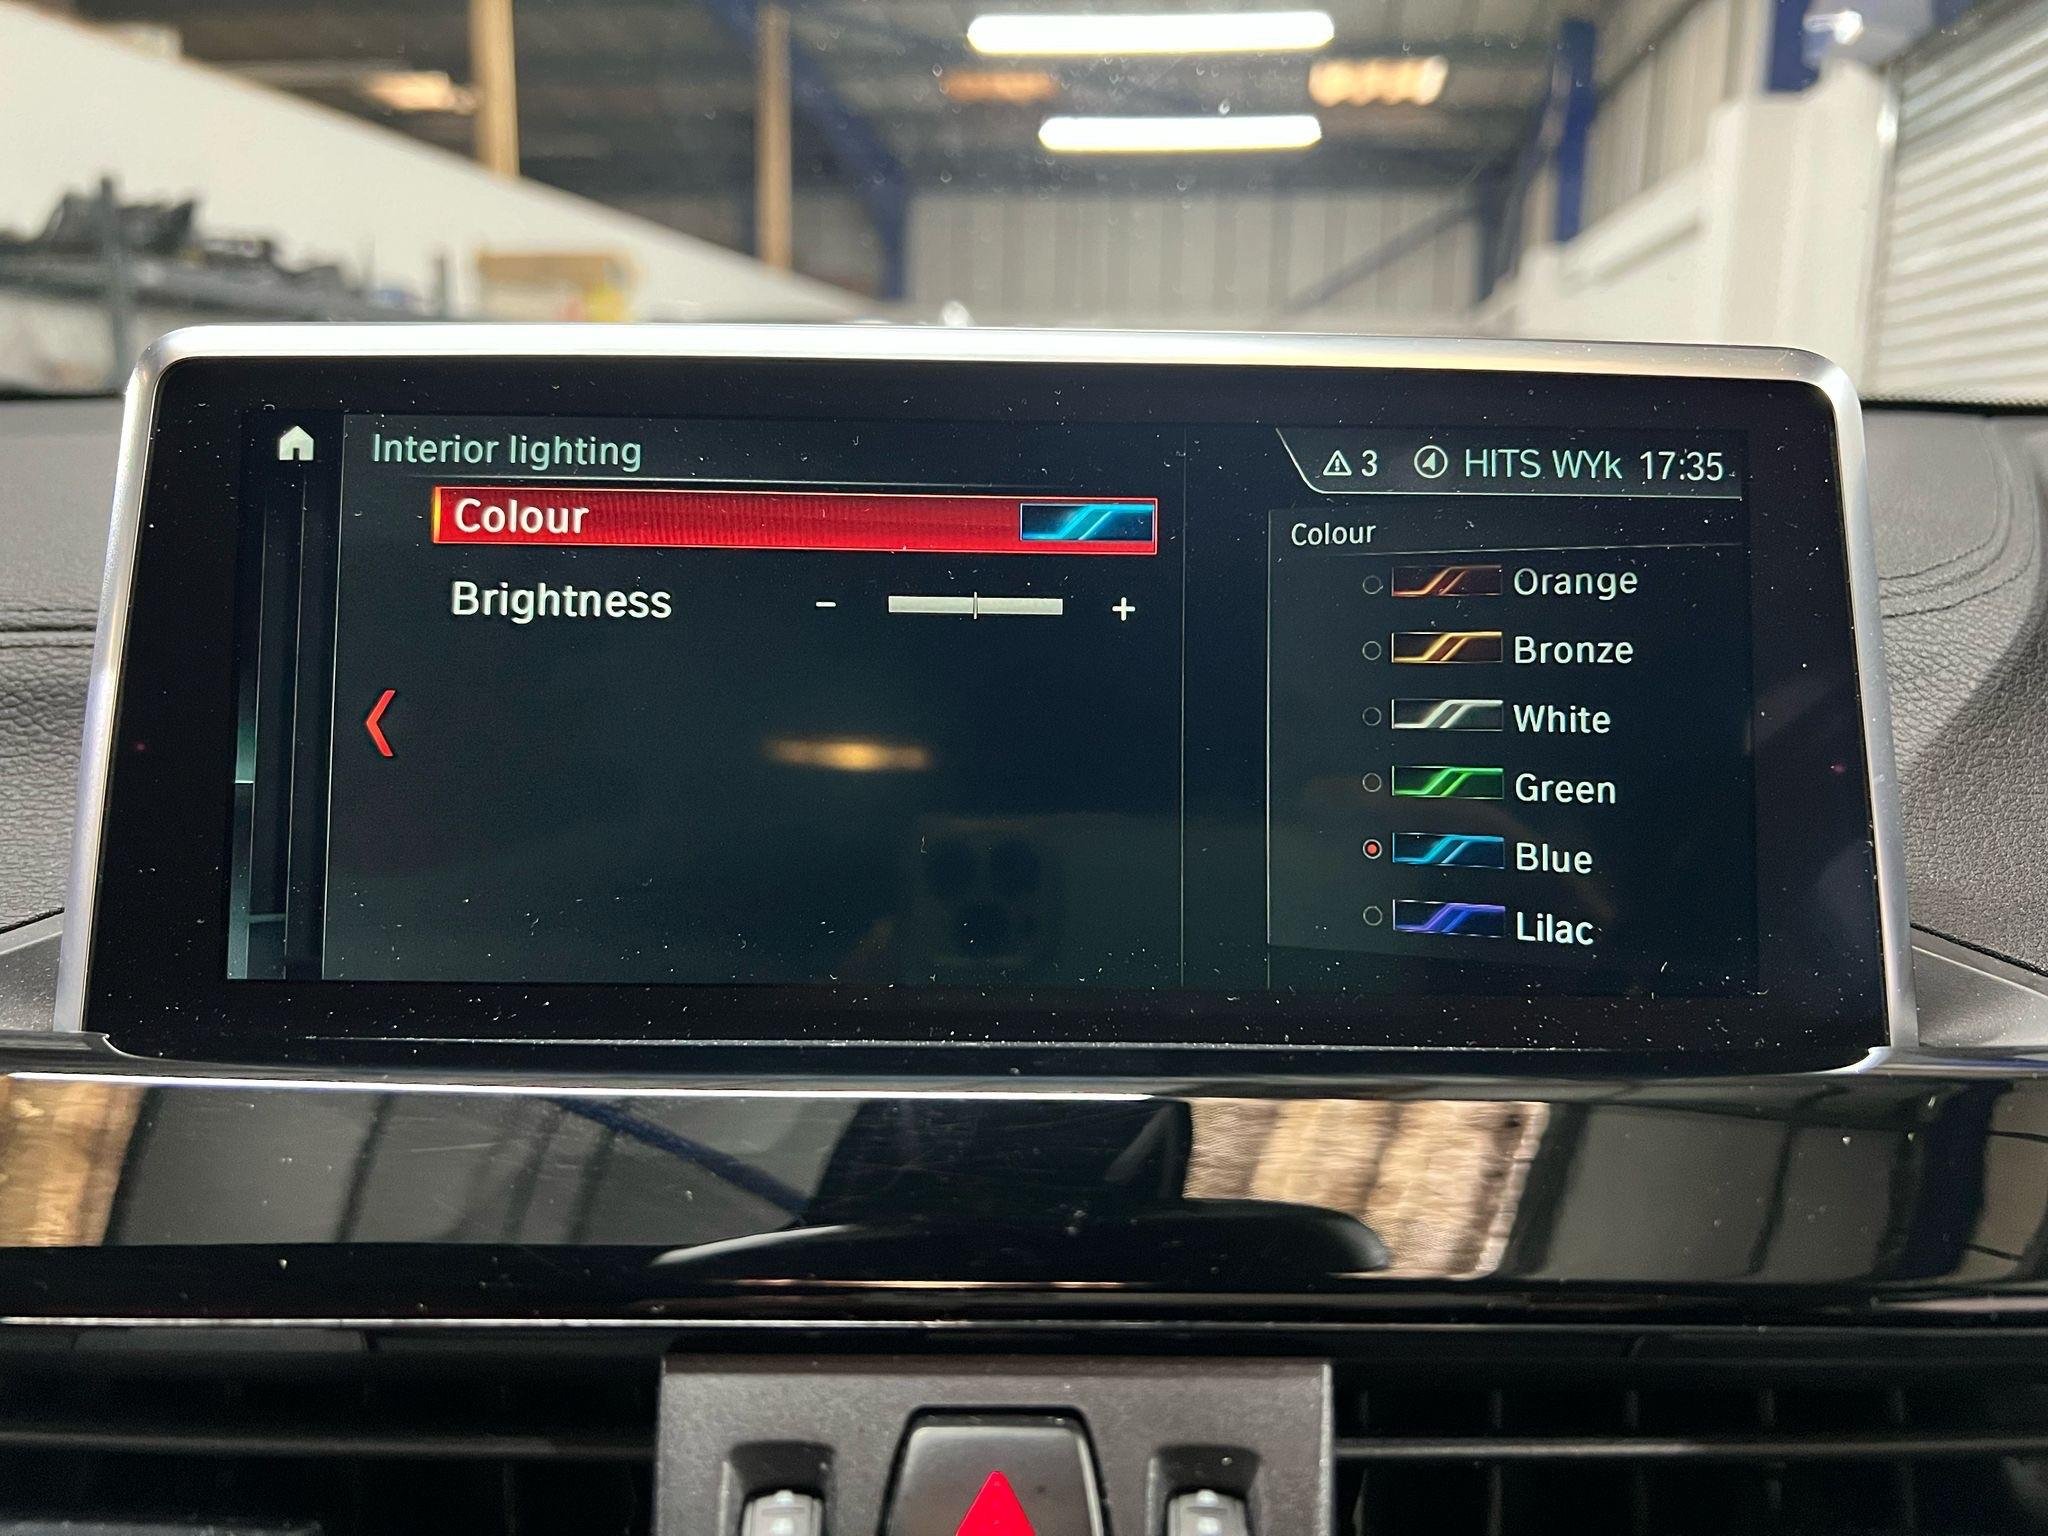 Interior lighting
3 HITS WYk 17:35
Colour
Brightness - +
Colour
Orange
Bronze
White
Green
Blue
Lilac